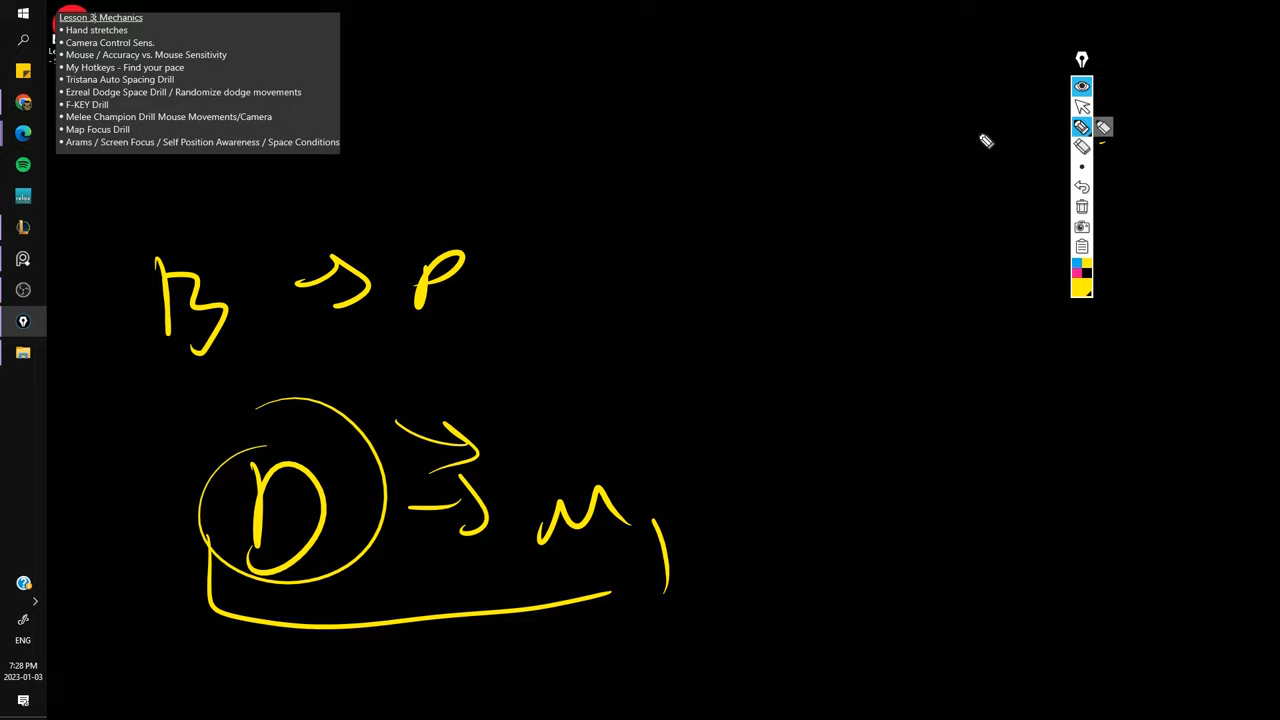 Lesson 3: Mechanics
• Hand stretches
• Camera Control Sens.
• Mouse / Accuracy vs. Mouse Sensitivity
• My Hotkeys - Find your pace
• Tristana Auto Spacing Drill
• Ezreal Dodge Space Drill / Randomize dodge movements
• F-KEY Drill
• Melee Champion Drill Mouse Movements/Camera
• Map Focus Drill
• Arams / Screen Focus / Self Position Awareness / Space Conditions
B → P
D → M
relax
ENG
7:28 PM
2023-01-03